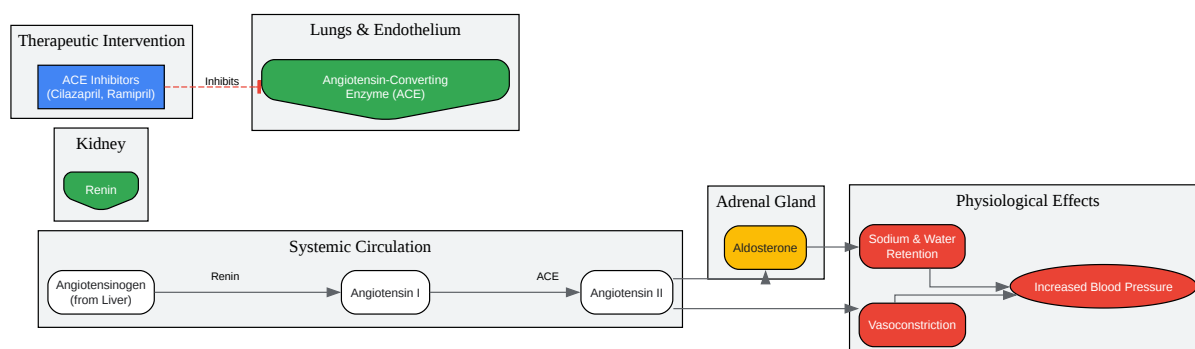 Therapeutic Intervention
ACE Inhibitors
(Cilazapril, Ramipril)
Inhibits
Lungs & Endothelium
Angiotensin-Converting
Enzyme (ACE)
Kidney
Renin
Systemic Circulation
Angiotensinogen
(from Liver)
Renin
Angiotensin I
ACE
Angiotensin II
Adrenal Gland
Aldosterone
Physiological Effects
Sodium & Water
Retention
Increased Blood Pressure
Vasoconstriction